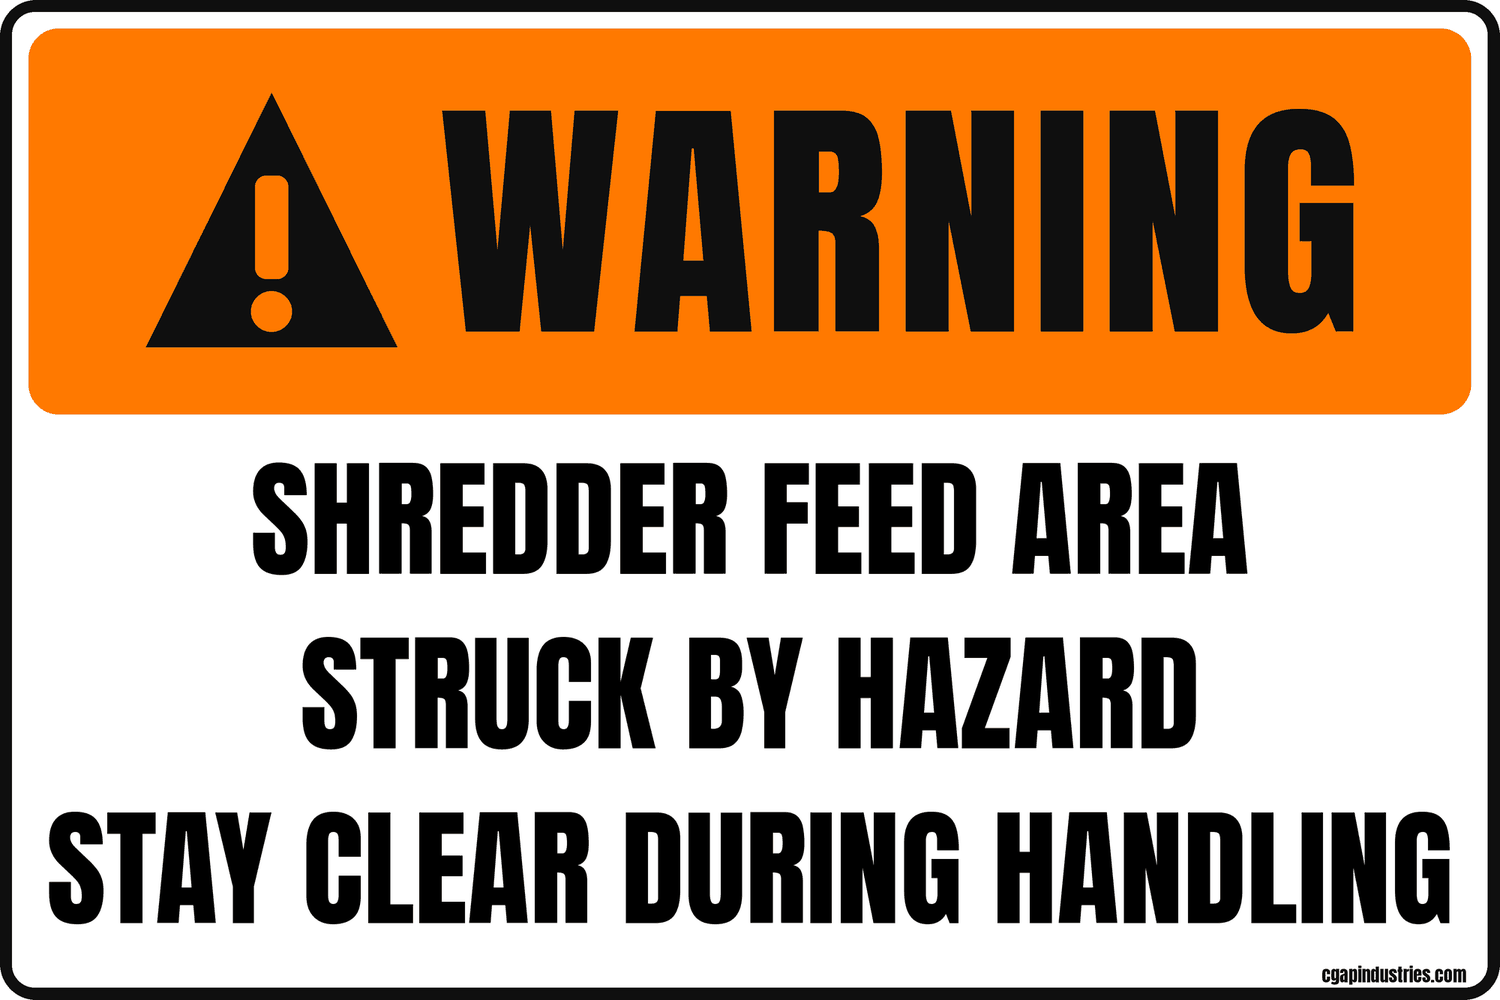 WARNING
SHREDDER FEED AREA
STRUCK BY HAZARD
STAY CLEAR DURING HANDLING
cgapindustries.com